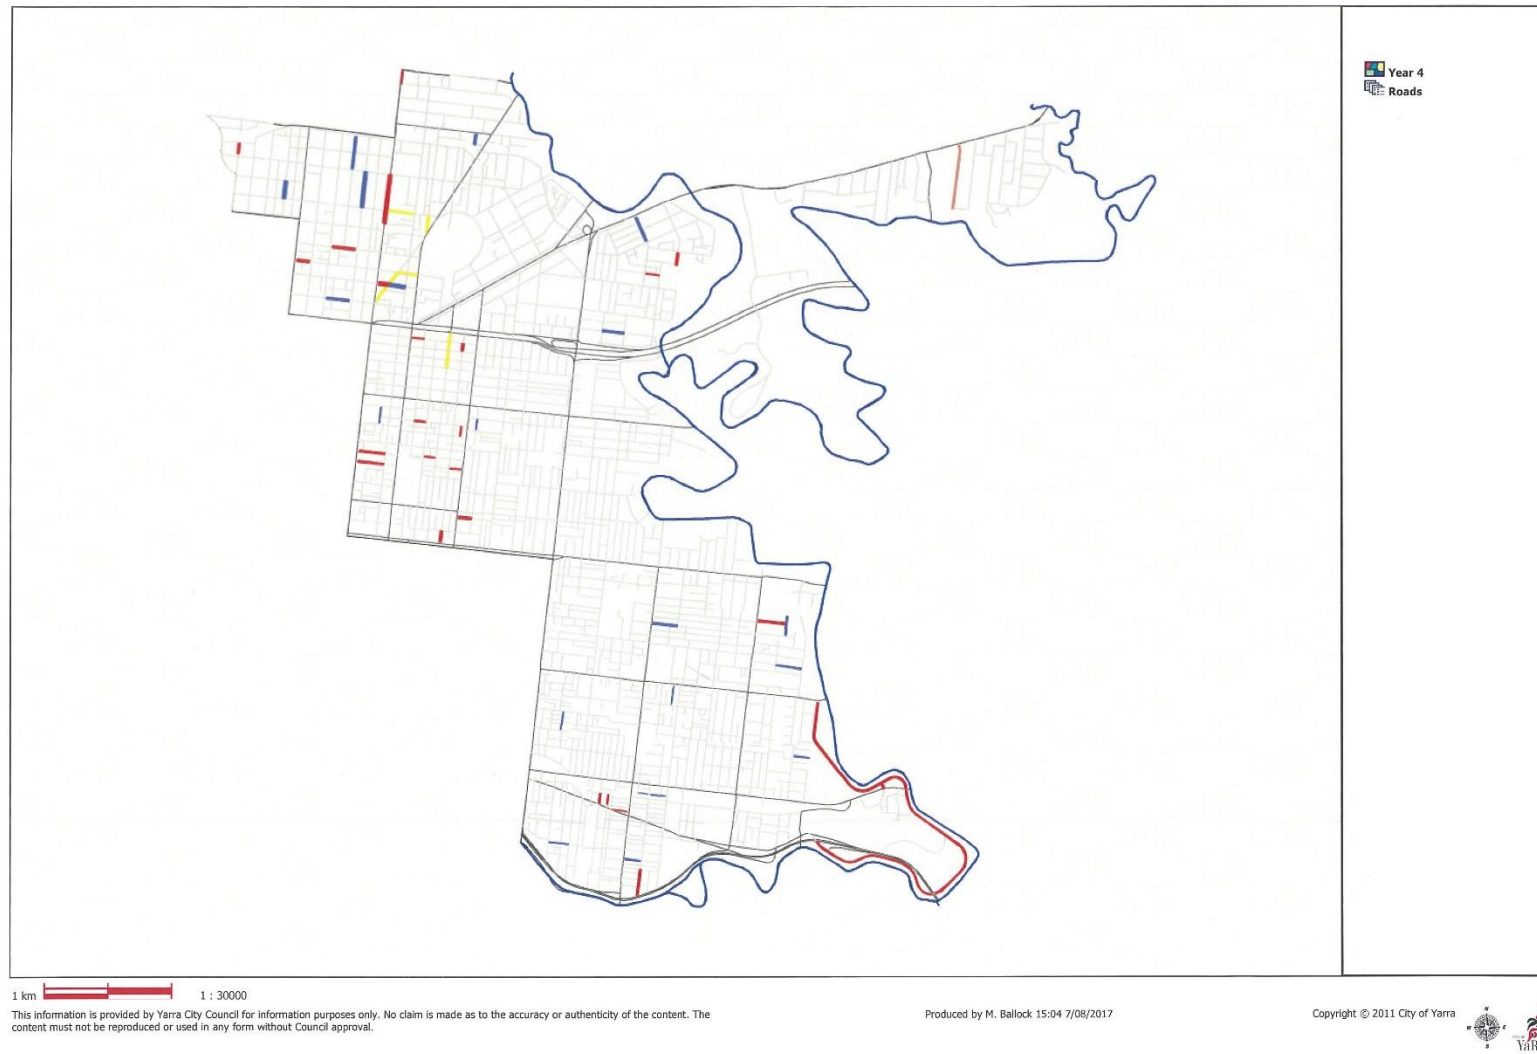 Year 4
Roads
1 km
1 : 30000
This information is provided by Yarra City Council for information purposes only. No claim is made as to the accuracy or authenticity of the content. The
content must not be reproduced or used in any form without Council approval.
Produced by M. Ballock 15:04 7/08/2017
Copyright © 2011 City of Yarra
N
W
E
S